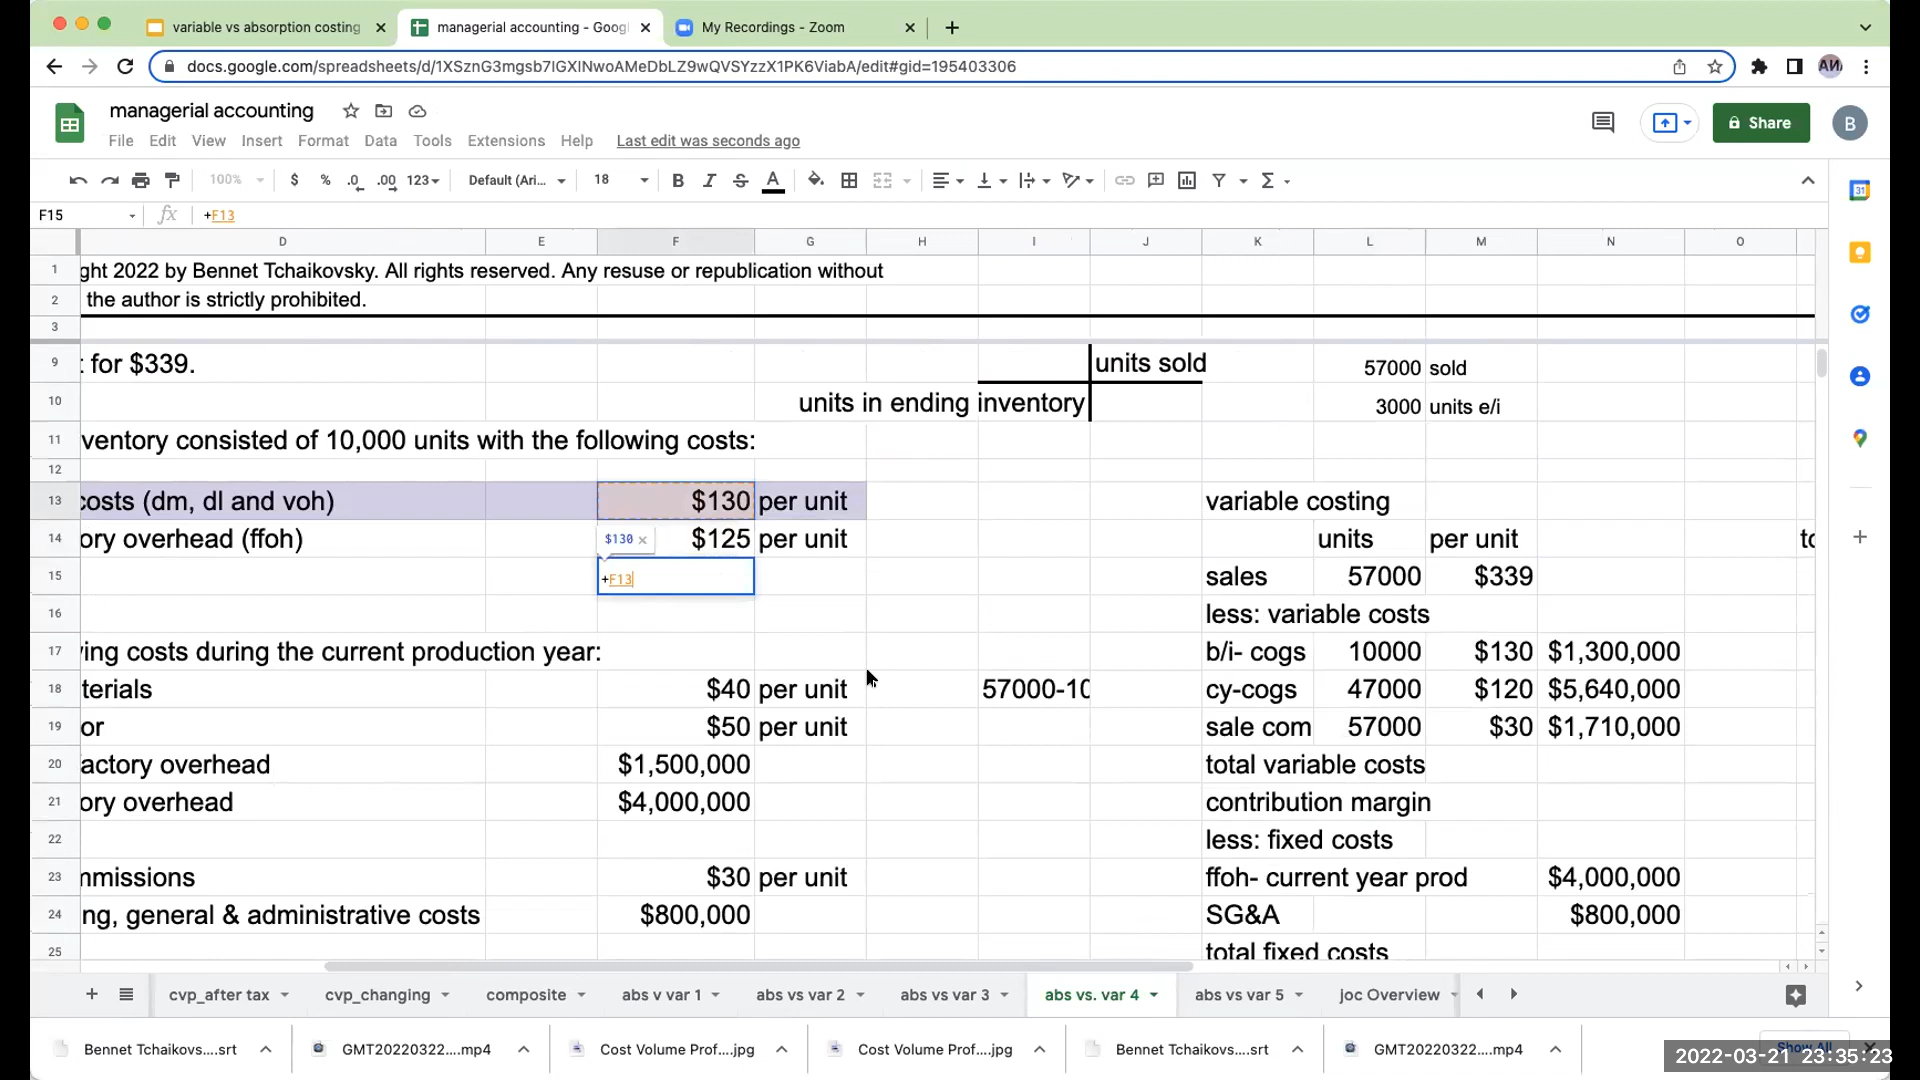 variable vs absorption costing
managerial accounting - Googl
My Recordings - Zoom
docs.google.com/spreadsheets/d/1XSznG3mgsb7lGXlNwoAMeDbLZ9wQVSYzzX1PK6ViabA/edit#gid=195403306
managerial accounting
File Edit View Insert Format Data Tools Extensions Help Last edit was seconds ago
Share
B
100% $ % .0 .00 123 Default (Ari... 18 B I S A
F15 fx +F13
D E F G H I J K L M N O
1 ght 2022 by Bennet Tchaikovsky. All rights reserved. Any resuse or republication without
2 the author is strictly prohibited.
3
9 for $339. units sold 57000 sold
10 units in ending inventory 3000 units e/i
11 ventory consisted of 10,000 units with the following costs:
12
13 costs (dm, dl and voh) $130 per unit variable costing
14 ory overhead (ffoh) $130 × $125 per unit units per unit
15 +F13 sales 57000 $339
16 less: variable costs
17 ing costs during the current production year: b/i- cogs 10000 $130 $1,300,000
18 terials $40 per unit 57000-10 cy-cogs 47000 $120 $5,640,000
19 or $50 per unit sale com 57000 $30 $1,710,000
20 actory overhead $1,500,000 total variable costs
21 ory overhead $4,000,000 contribution margin
22 less: fixed costs
23 mmissions $30 per unit ffoh- current year prod $4,000,000
24 ng, general & administrative costs $800,000 SG&A $800,000
25 total fixed costs
cvp_after tax cvp_changing composite abs v var 1 abs vs var 2 abs vs var 3 abs vs. var 4 abs vs var 5 joc Overview
Bennet Tchaikovs....srt GMT20220322....mp4 Cost Volume Prof....jpg Cost Volume Prof....jpg Bennet Tchaikovs....srt GMT20220322....mp4 Show All
2022-03-21 23:35:23